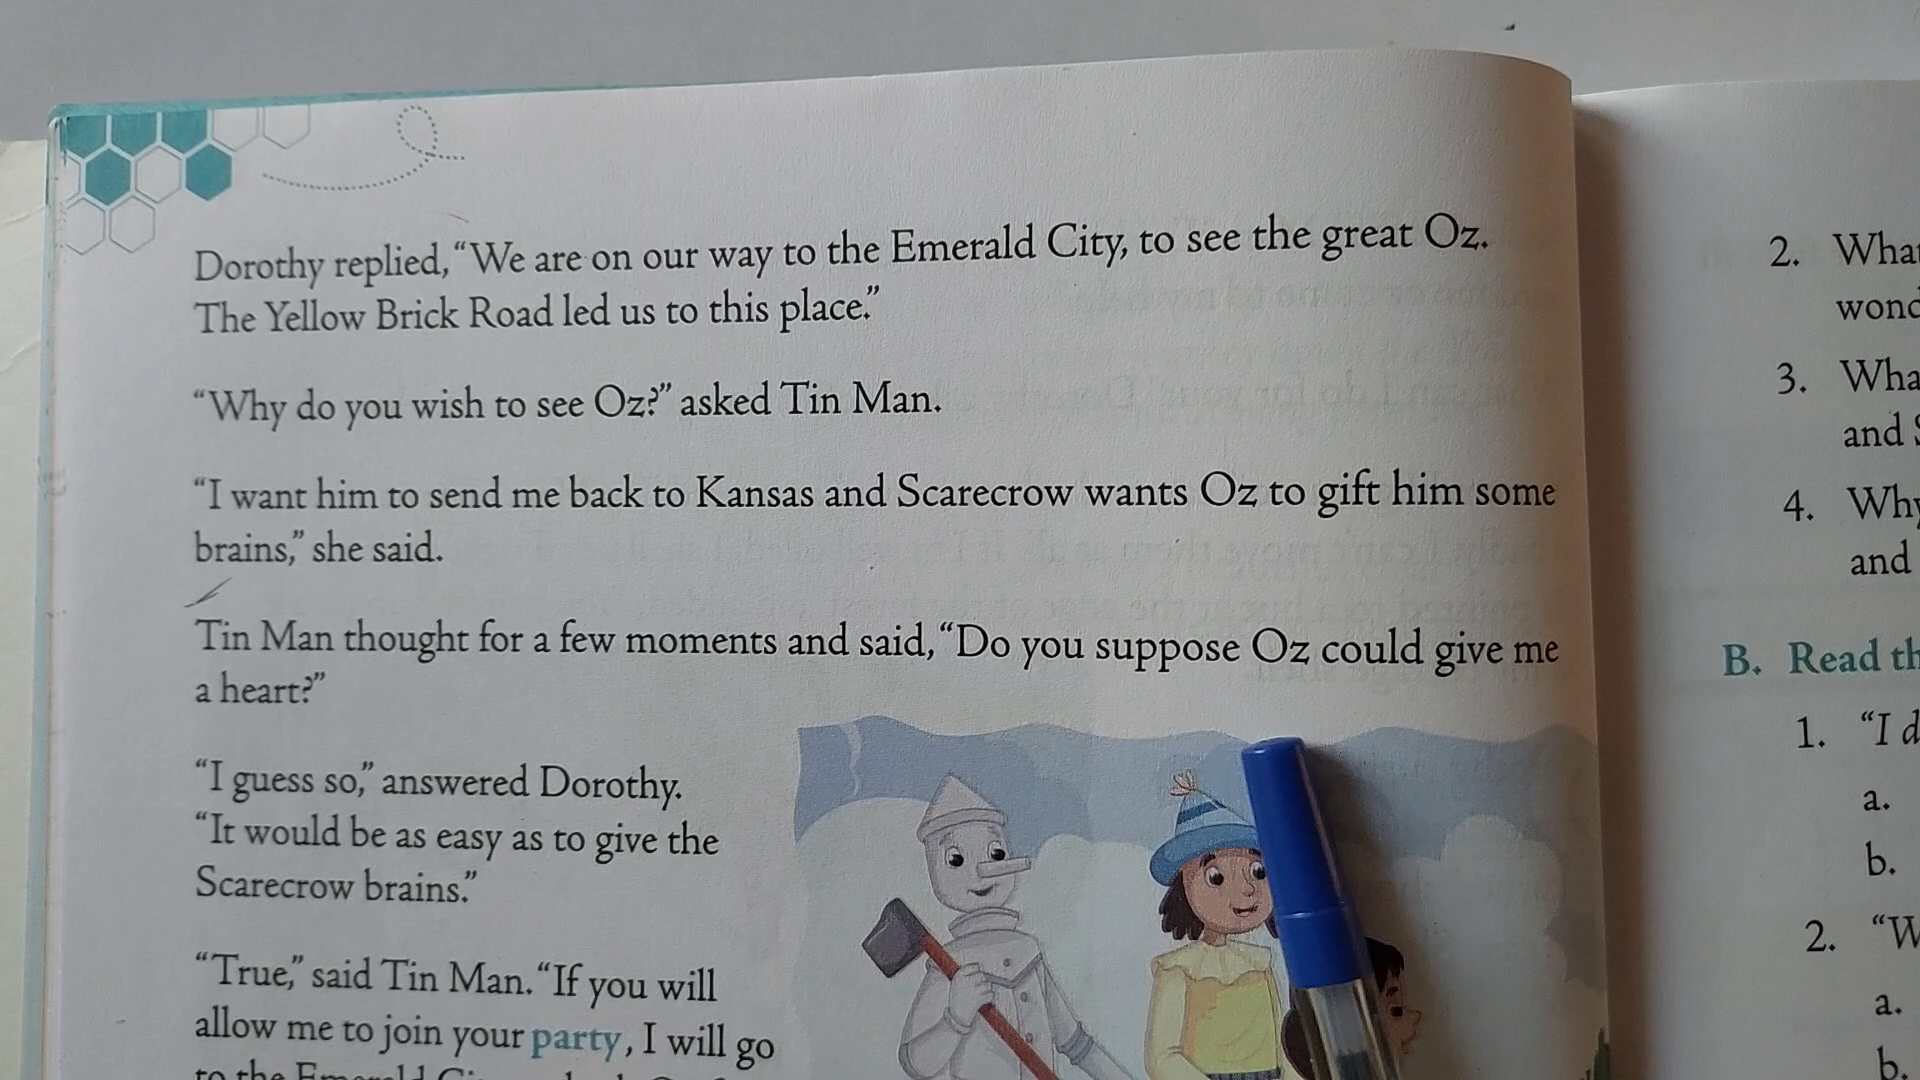 Dorothy replied, “We are on our way to the Emerald City, to see the great Oz.
The Yellow Brick Road led us to this place.”
“Why do you wish to see Oz?” asked Tin Man.
“I want him to send me back to Kansas and Scarecrow wants Oz to gift him some
brains,” she said.
Tin Man thought for a few moments and said, “Do you suppose Oz could give me
a heart?”
“I guess so,” answered Dorothy.
“It would be as easy as to give the
Scarecrow brains.”
“True,” said Tin Man. “If you will
allow me to join your party, I will go
to the Emerald
2.
3.
and
4. Why
and
B. Read
1. “I
a.
b.
2.
a.
b.